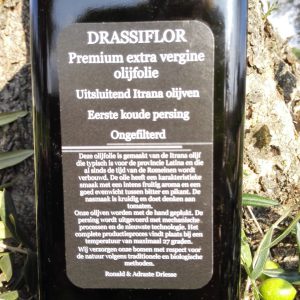 DRASSIFLOR
Premium extra vergine
olijfolie
Uitsluitend Itrana olijven
Eerste koude persing
Ongefilterd
Deze olijfolie is gemaakt van de Itrana olijf
die typisch is voor de provincie Latina en die
al sinds de tijd van de Romeinen wordt
verbouwd. De olie heeft een karakteristieke
smaak met een intens fruitig aroma en een
goed evenwicht tussen bitter en pikant. De
nasmaak is kruidig en doet denken aan
tomaten.
Onze olijven worden met de hand geplukt. De
persing wordt uitgevoerd met mechanische
processen en de nieuwste technologie. Het
complete productieproces vindt plaats bij een
temperatuur van maximaal 27 graden.
Wij verzorgen onze bomen met respect voor
de natuur volgens traditionele en biologische
methoden.
Ronald & Adraste Driesse